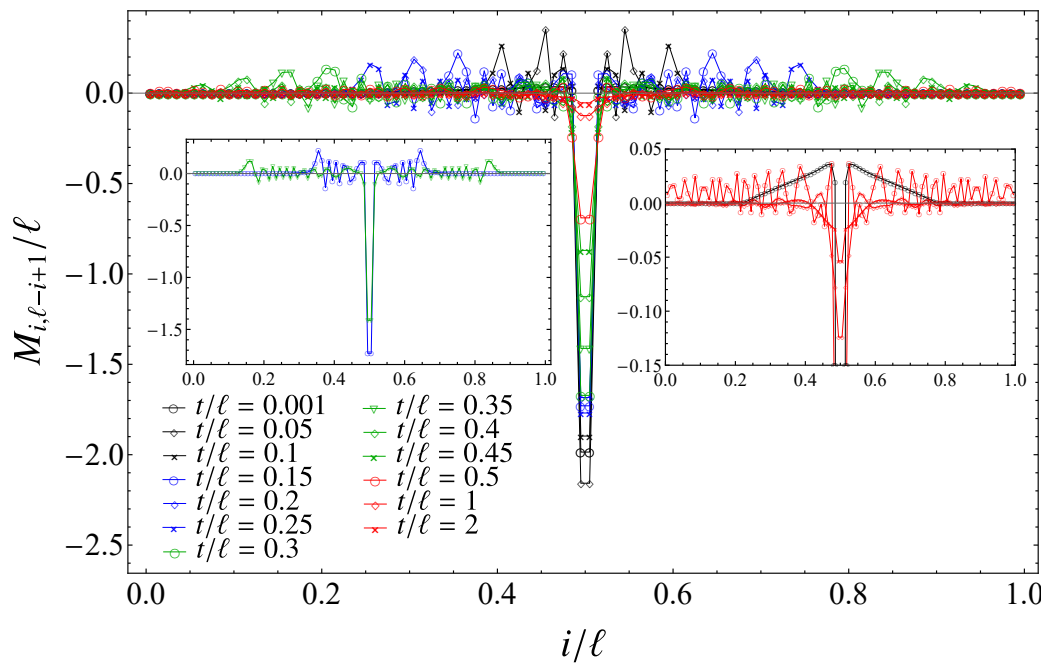 0.0
−0.5
−1.0
−1.5
−2.0
−2.5
M_{i,ℓ−i+1}/ℓ
0.0
−0.5
−1.0
−1.5
0.0 0.2 0.4 0.6 0.8 1.0
0.05
0.00
−0.05
−0.10
−0.15
0.0 0.2 0.4 0.6 0.8 1.0
t/ℓ = 0.001
t/ℓ = 0.05
t/ℓ = 0.1
t/ℓ = 0.15
t/ℓ = 0.2
t/ℓ = 0.25
t/ℓ = 0.3
t/ℓ = 0.35
t/ℓ = 0.4
t/ℓ = 0.45
t/ℓ = 0.5
t/ℓ = 1
t/ℓ = 2
0.0 0.2 0.4 0.6 0.8 1.0
i/ℓ